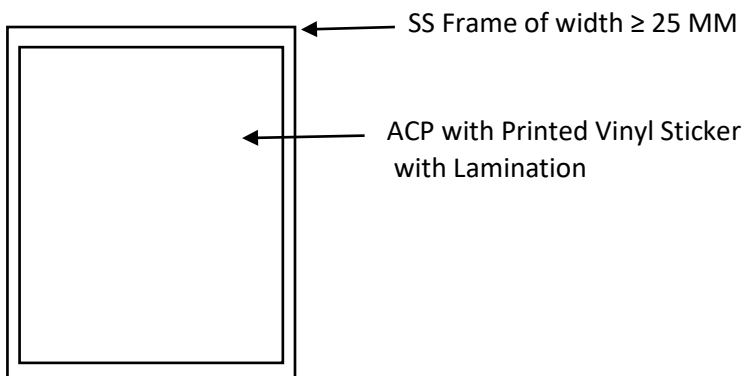 SS Frame of width ≥ 25 MM
ACP with Printed Vinyl Sticker
with Lamination